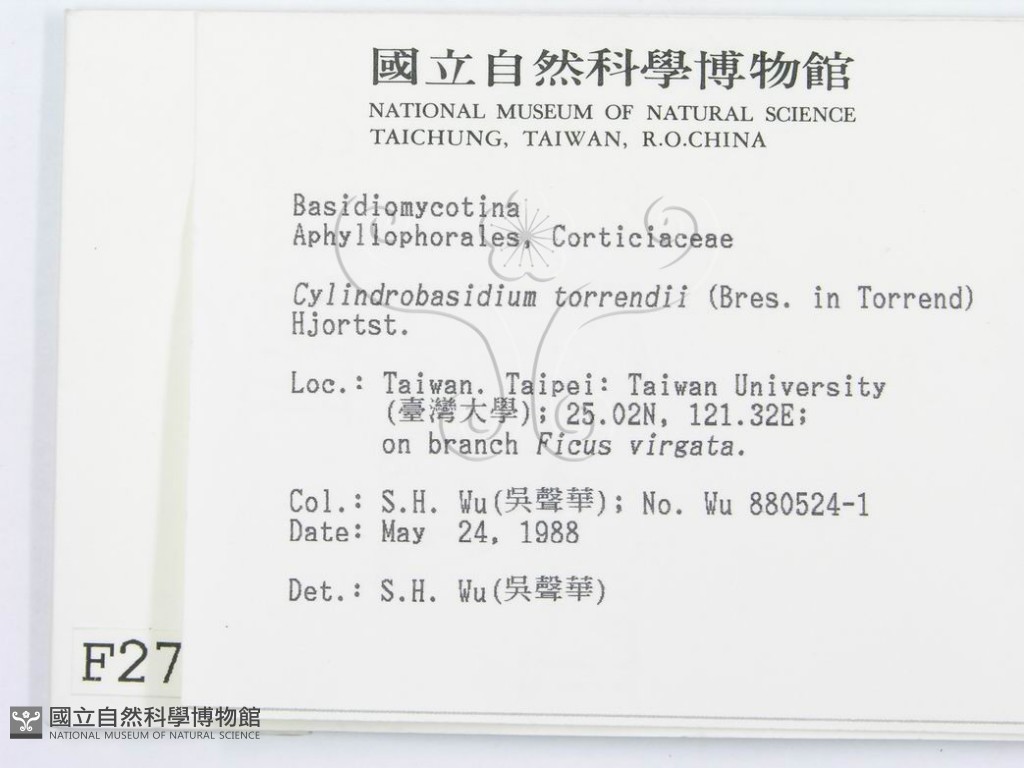 國立自然科學博物館
NATIONAL MUSEUM OF NATURAL SCIENCE
TAICHUNG, TAIWAN, R.O.CHINA
Basidiomycotina
Aphyllophorales, Corticiaceae
Cylindrobasidium torrendii (Bres. in Torrend)
Hjortst.
Loc.: Taiwan. Taipei: Taiwan University
(臺灣大學); 25.02N, 121.32E;
on branch Ficus virgata.
Col.: S.H. Wu(吳聲華); No. Wu 880524-1
Date: May 24, 1988
Det.: S.H. Wu(吳聲華)
F27
國立自然科學博物館
NATIONAL MUSEUM OF NATURAL SCIENCE